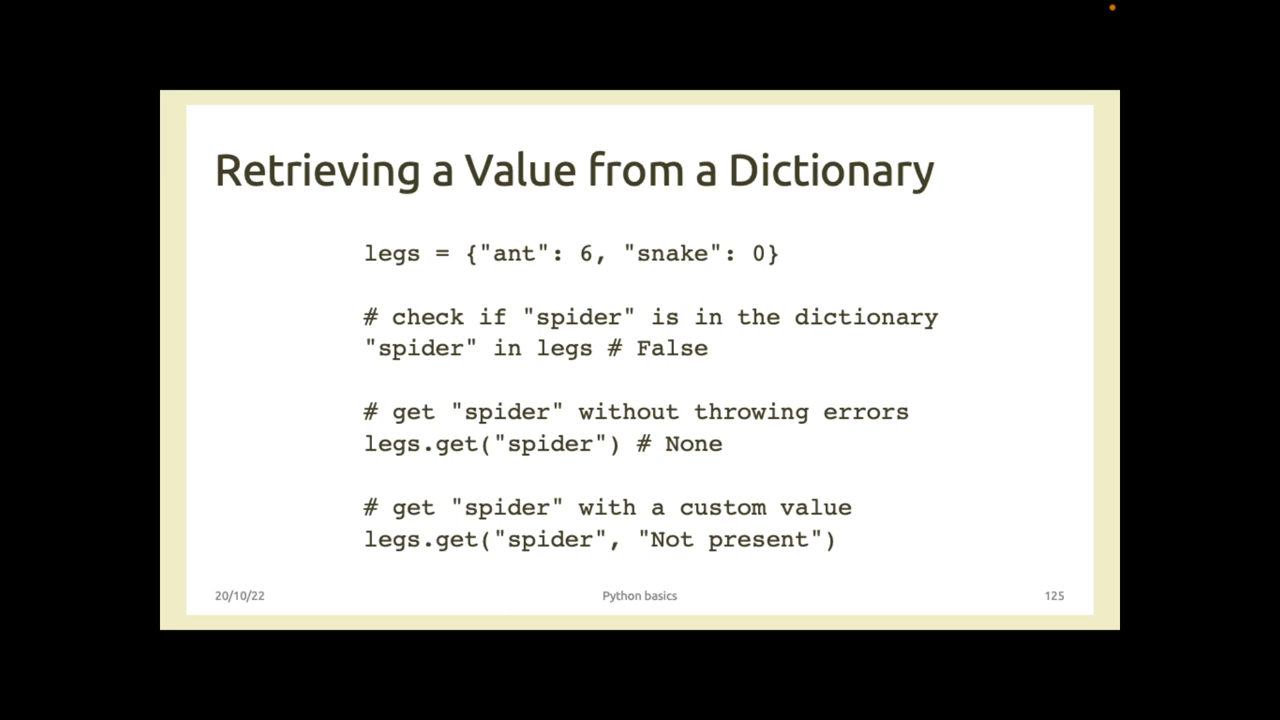 Retrieving a Value from a Dictionary
legs = {"ant": 6, "snake": 0}
# check if "spider" is in the dictionary
"spider" in legs # False
# get "spider" without throwing errors
legs.get("spider") # None
# get "spider" with a custom value
legs.get("spider", "Not present")
20/10/22
Python basics
125